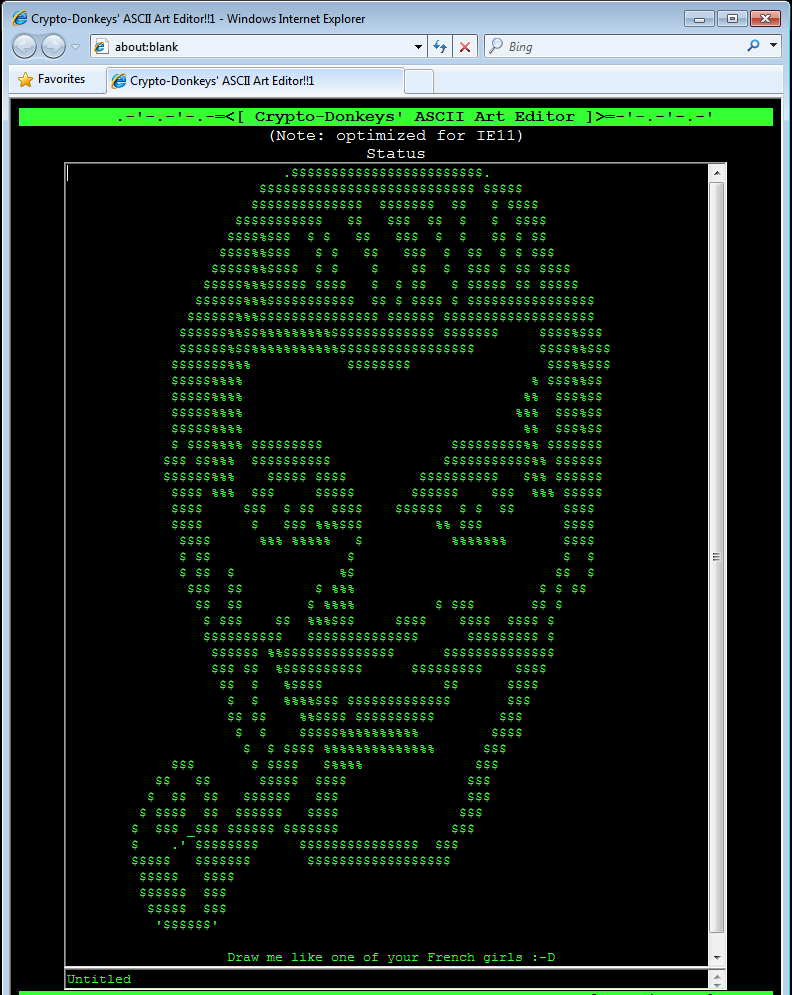 Crypto-Donkeys' ASCII Art Editor!!1 - Windows Internet Explorer
about:blank
Bing
Favorites
Crypto-Donkeys' ASCII Art Editor!!1
.-'-.-'-.-=<[ Crypto-Donkeys' ASCII Art Editor ]>=-'-.-'-.-'
(Note: optimized for IE11)
Status
Draw me like one of your French girls :-D
Untitled